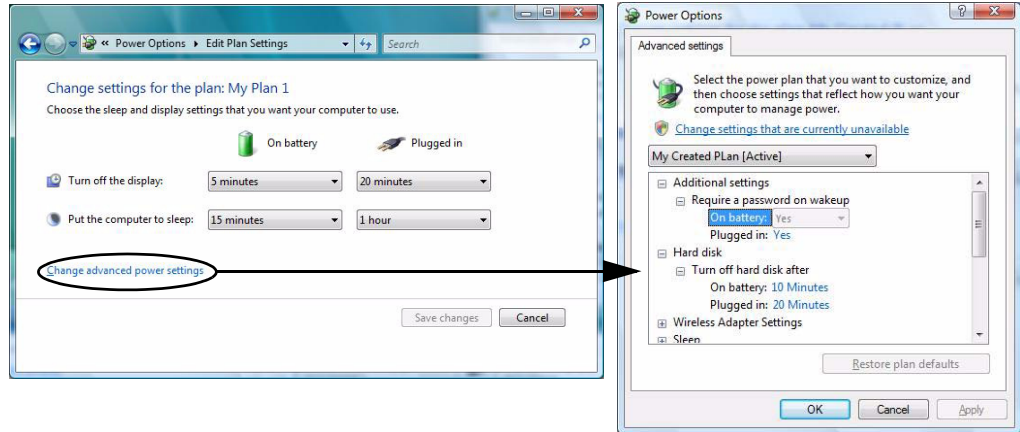 « Power Options ▸ Edit Plan Settings
Search
Change settings for the plan: My Plan 1
Choose the sleep and display settings that you want your computer to use.
On battery Plugged in
Turn off the display: 5 minutes 20 minutes
Put the computer to sleep: 15 minutes 1 hour
Change advanced power settings
Save changes Cancel
Power Options
Advanced settings
Select the power plan that you want to customize, and
then choose settings that reflect how you want your
computer to manage power.
Change settings that are currently unavailable
My Created PLan [Active]
Additional settings
Require a password on wakeup
On battery: Yes
Plugged in: Yes
Hard disk
Turn off hard disk after
On battery: 10 Minutes
Plugged in: 20 Minutes
Wireless Adapter Settings
Sleep
Restore plan defaults
OK Cancel Apply